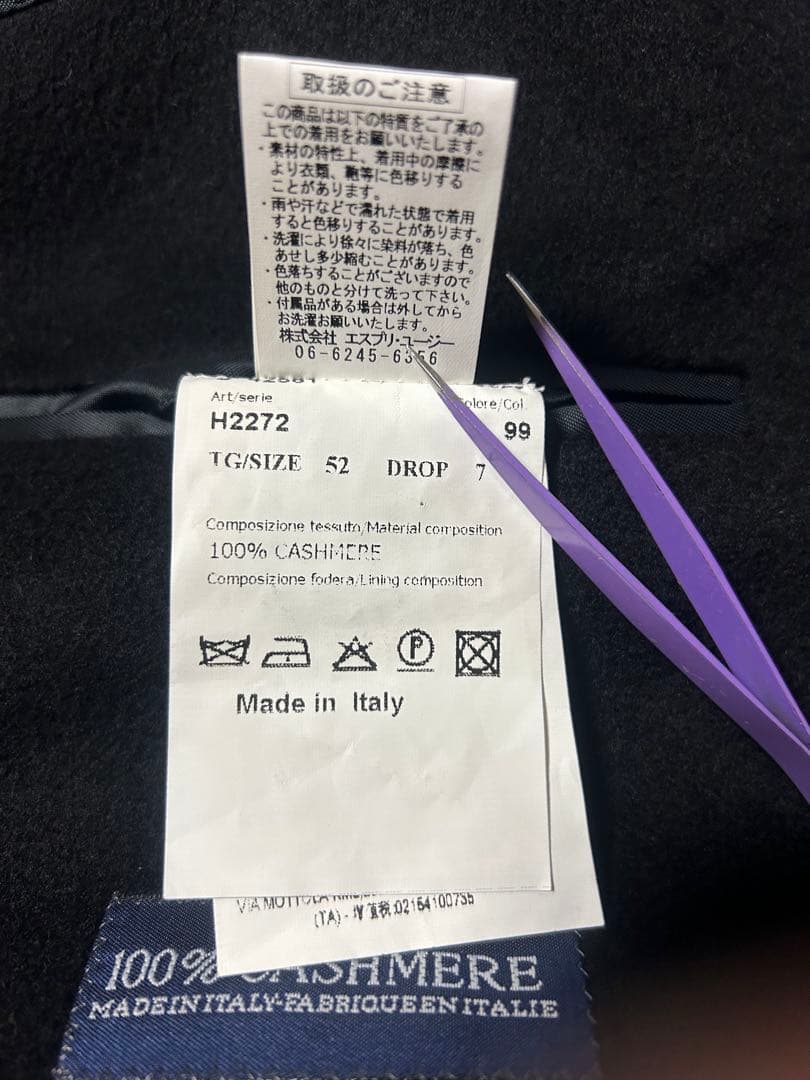 取扱のご注意
この商品は以下の特質をご了承の
上での着用をお願いいたします。
・素材の特性上、着用中の摩擦に
より衣類、鞄等に色移りする
ことがあります。
・雨や汗などで濡れた状態で着用
すると色移りすることがあります。
・洗濯により徐々に染料が落ち、色
あせし多少縮むことがあります。
・色落ちすることがございますので
他のものと分けて洗って下さい。
・付属品がある場合は外してから
お洗濯お願いいたします。
株式会社 エスプリ・ユージー
06-6245-6356
Art/serie
Colore/Col.
H2272
99
TG/SIZE 52 DROP 7
Composizione tessuto/Material composition
100% CASHMERE
Composizione fodera/Lining composition
P
Made in Italy
VIA MOTTOLA
(TA) - 增值税:02164100735
100% CASHMERE
MADE IN ITALY-FABRIQUE EN ITALIE